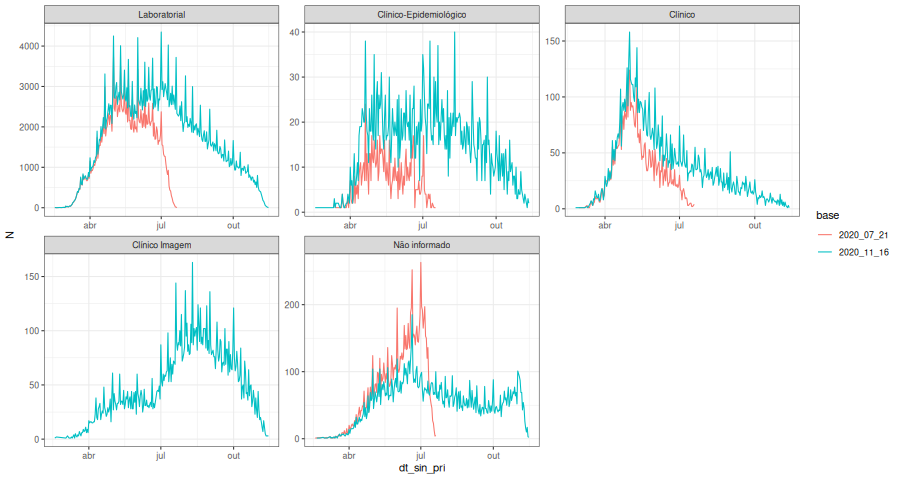 Laboratorial
Clínico-Epidemiológico
Clínico
4000
3000
2000
1000
0
40
30
20
10
0
150
100
50
0
abr jul out
abr jul out
abr jul out
Clínico Imagem
Não informado
150
100
50
0
200
100
0
abr jul out
abr jul out
N
dt_sin_pri
base
2020_07_21
2020_11_16